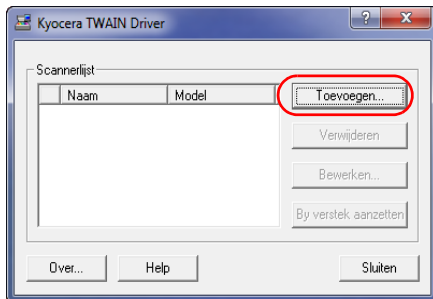 Kyocera TWAIN Driver
Scannerlijst
Naam Model
Toevoegen...
Verwijderen
Bewerken...
By verstek aanzetten
Over... Help Sluiten